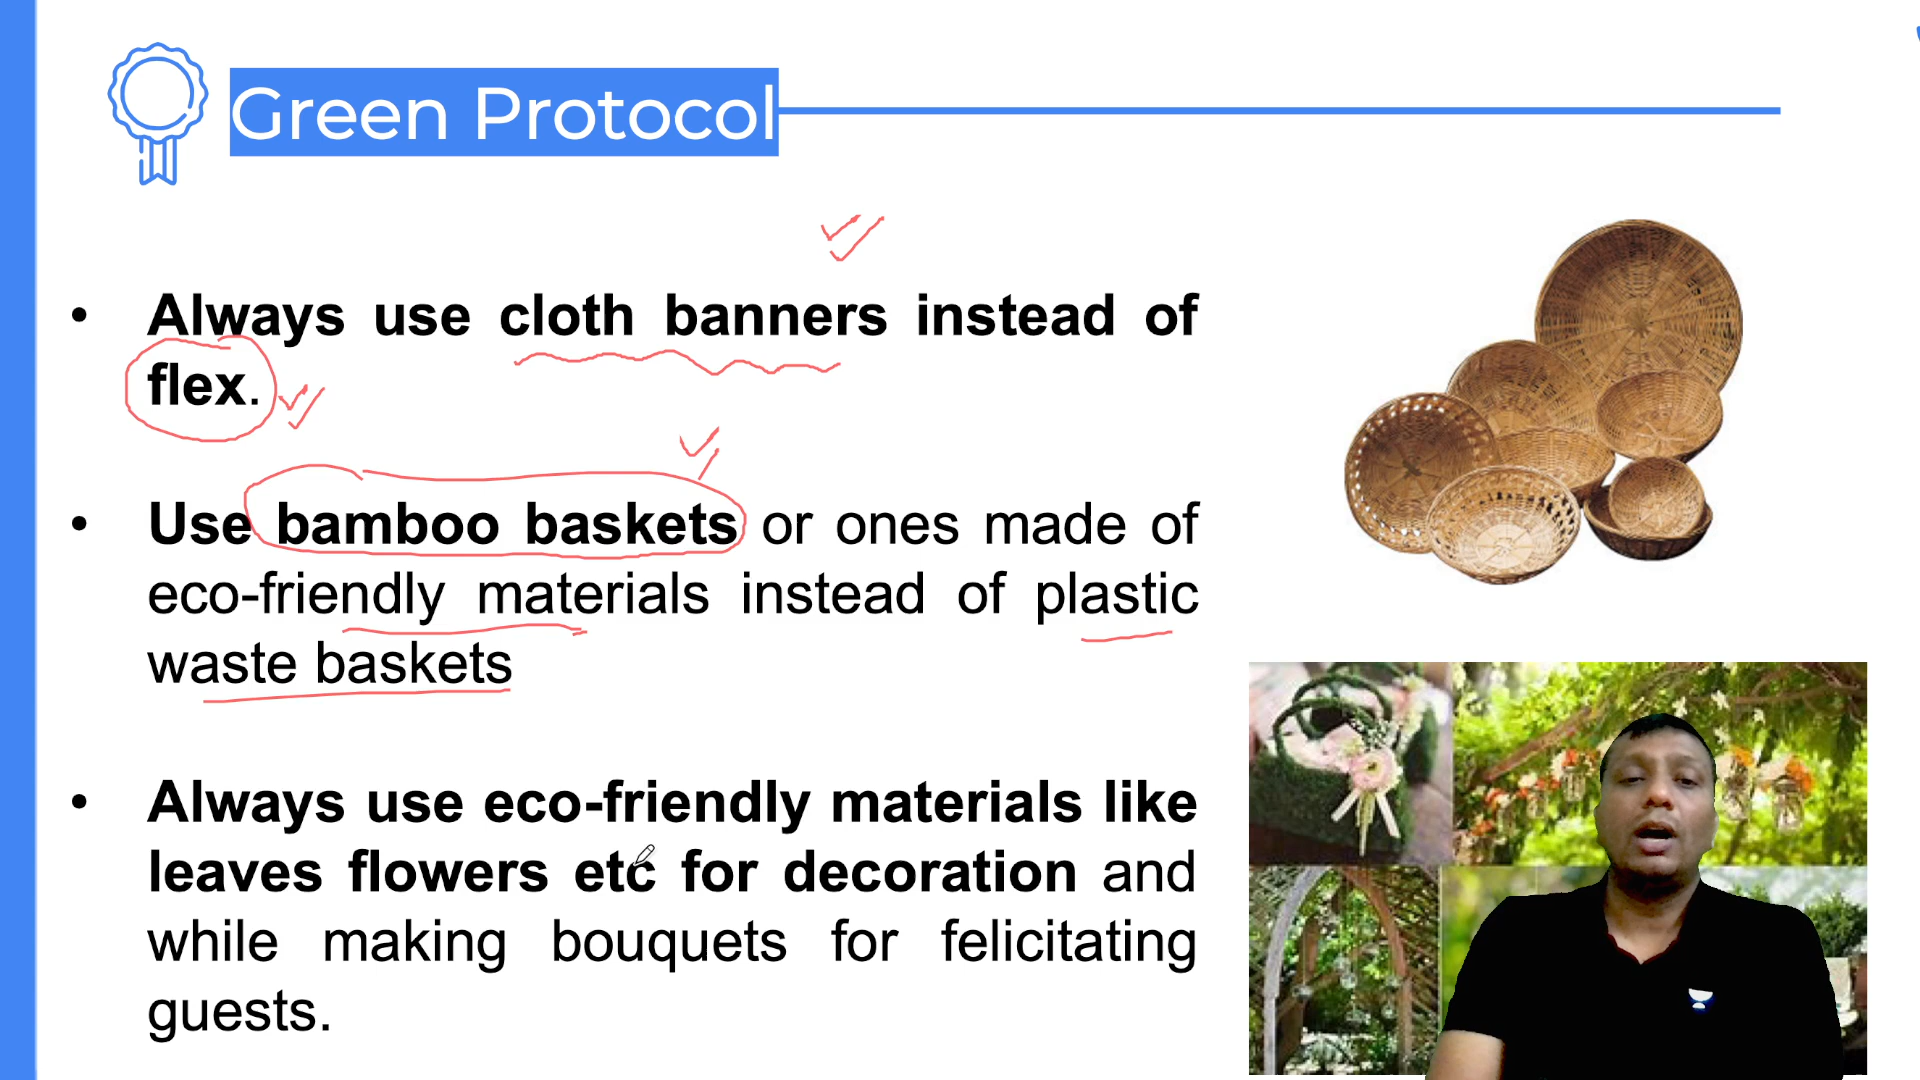 Green Protocol
• Always use cloth banners instead of
flex.
• Use bamboo baskets or ones made of
eco-friendly materials instead of plastic
waste baskets
• Always use eco-friendly materials like
leaves flowers etc for decoration and
while making bouquets for felicitating
guests.